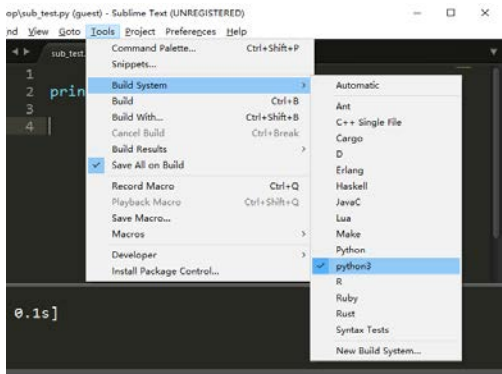 op\sub_test.py (guest) - Sublime Text (UNREGISTERED)
nd View Goto Tools Project Preferences Help
sub_test
1
2 prin
3
4
Command Palette... Ctrl+Shift+P
Snippets...
Build System
Build Ctrl+B
Build With... Ctrl+Shift+B
Cancel Build Ctrl+Break
Build Results
Save All on Build
Record Macro Ctrl+Q
Playback Macro Ctrl+Shift+Q
Save Macro...
Macros
Developer
Install Package Control...
Automatic
Ant
C++ Single File
Cargo
D
Erlang
Haskell
JavaC
Lua
Make
Python
python3
R
Ruby
Rust
Syntax Tests
New Build System...
0.1s]